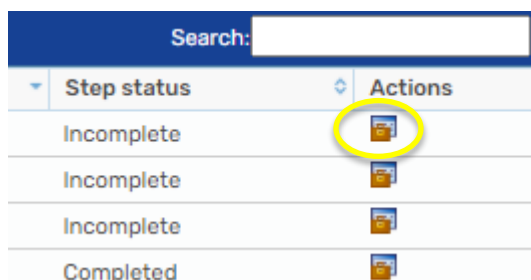 Search:
Step status Actions
Incomplete
Incomplete
Incomplete
Completed